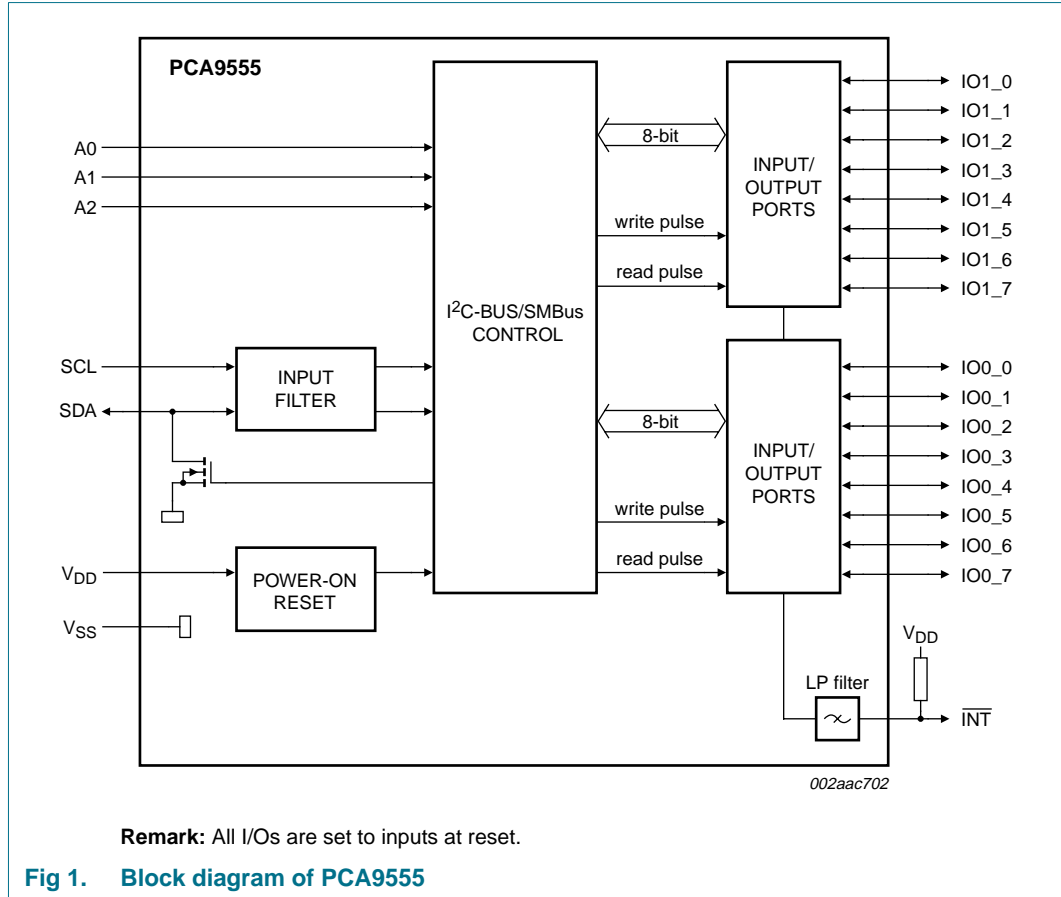 PCA9555
A0
A1
A2
SCL
SDA
VDD
VSS
INPUT
FILTER
POWER-ON
RESET
I²C-BUS/SMBus
CONTROL
8-bit
write pulse
read pulse
8-bit
write pulse
read pulse
INPUT/
OUTPUT
PORTS
INPUT/
OUTPUT
PORTS
IO1_0
IO1_1
IO1_2
IO1_3
IO1_4
IO1_5
IO1_6
IO1_7
IO0_0
IO0_1
IO0_2
IO0_3
IO0_4
IO0_5
IO0_6
IO0_7
VDD
LP filter
INT
002aac702
Remark: All I/Os are set to inputs at reset.
Fig 1. Block diagram of PCA9555